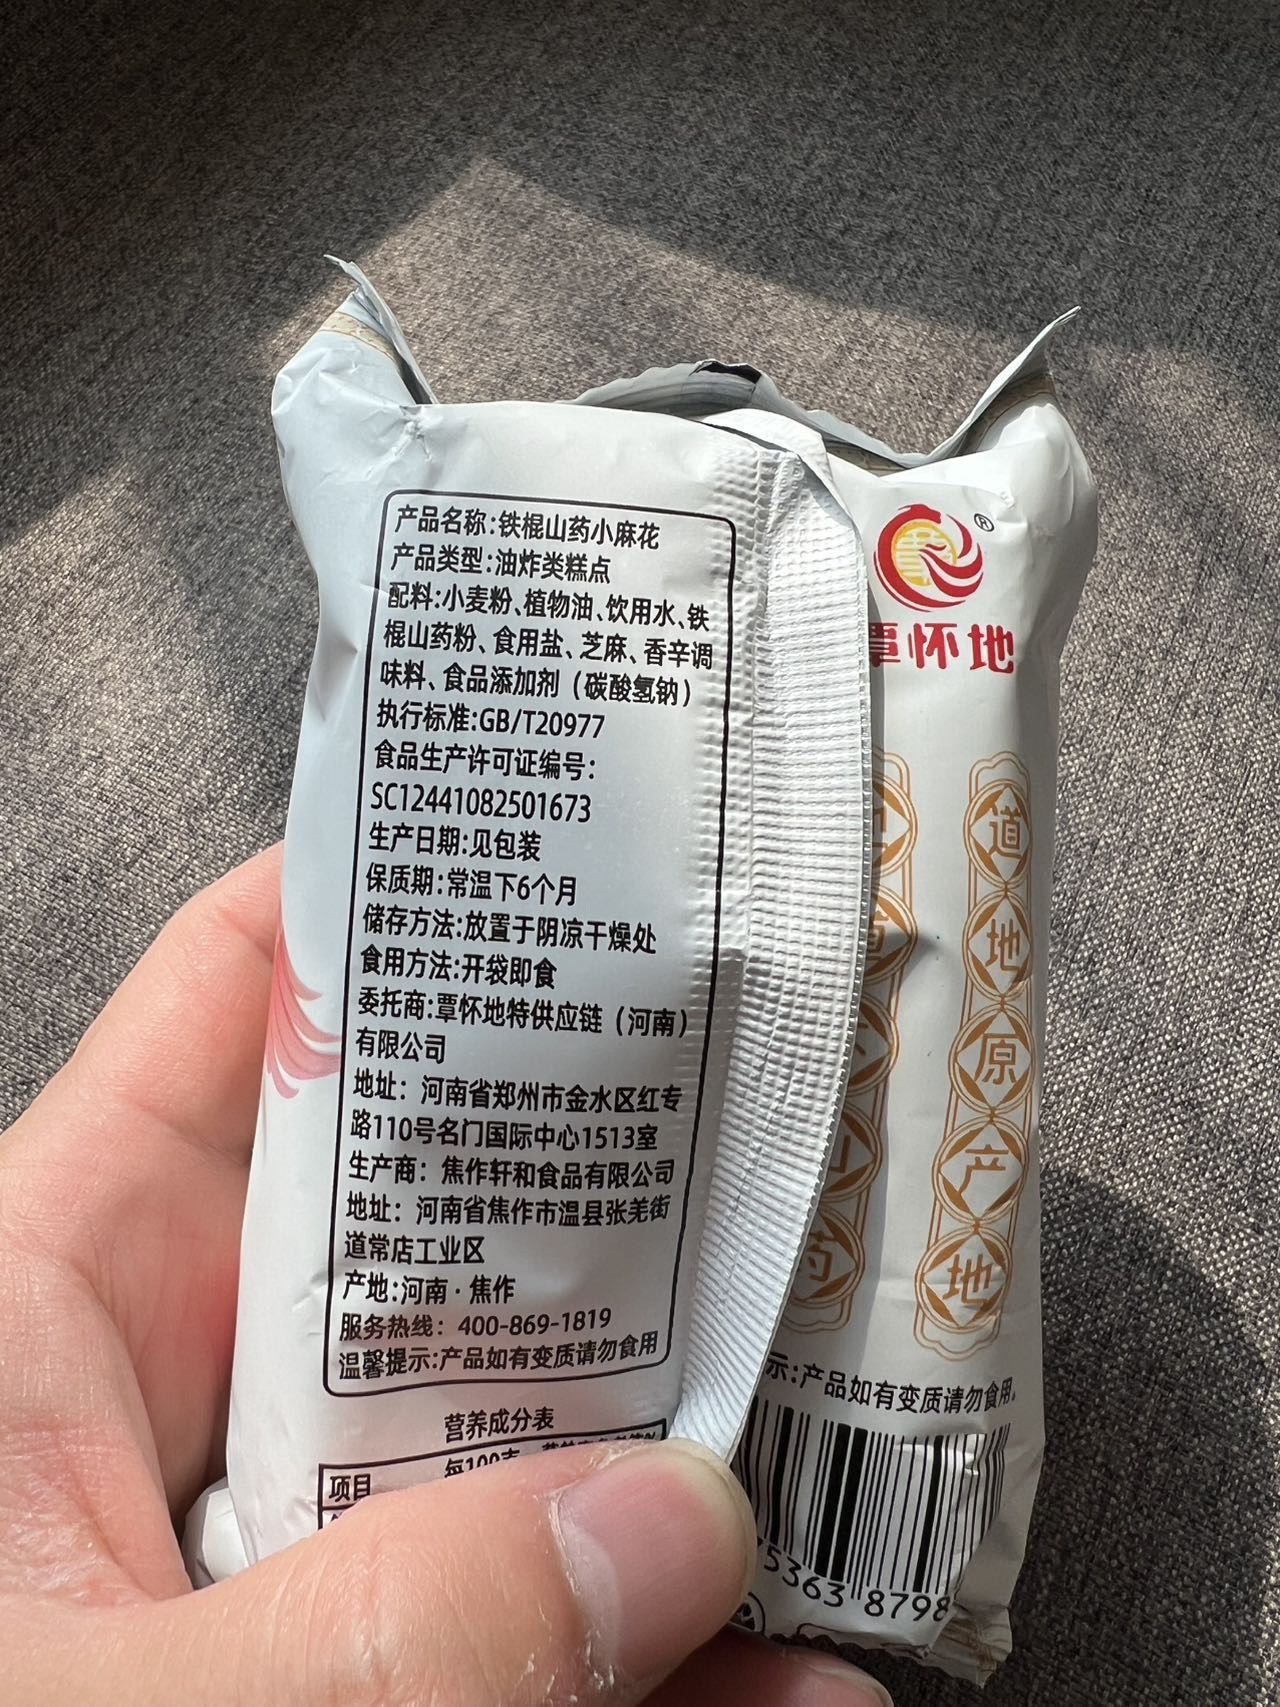 产品名称:铁棍山药小麻花
产品类型:油炸类糕点
配料:小麦粉、植物油、饮用水、铁
棍山药粉、食用盐、芝麻、香辛调
味料、食品添加剂（碳酸氢钠）
执行标准:GB/T20977
食品生产许可证编号:
SC12441082501673
生产日期:见包装
保质期:常温下6个月
储存方法:放置于阴凉干燥处
食用方法:开袋即食
委托商:覃怀地特供应链（河南）
有限公司
地址：河南省郑州市金水区红专
路110号名门国际中心1513室
生产商：焦作轩和食品有限公司
地址：河南省焦作市温县张羌街
道常店工业区
产地:河南·焦作
服务热线：400-869-1819
温馨提示:产品如有变质请勿食用
营养成分表
项目
每100克
®
覃怀地
道地原产地
示:产品如有变质请勿食用。
75363 8798